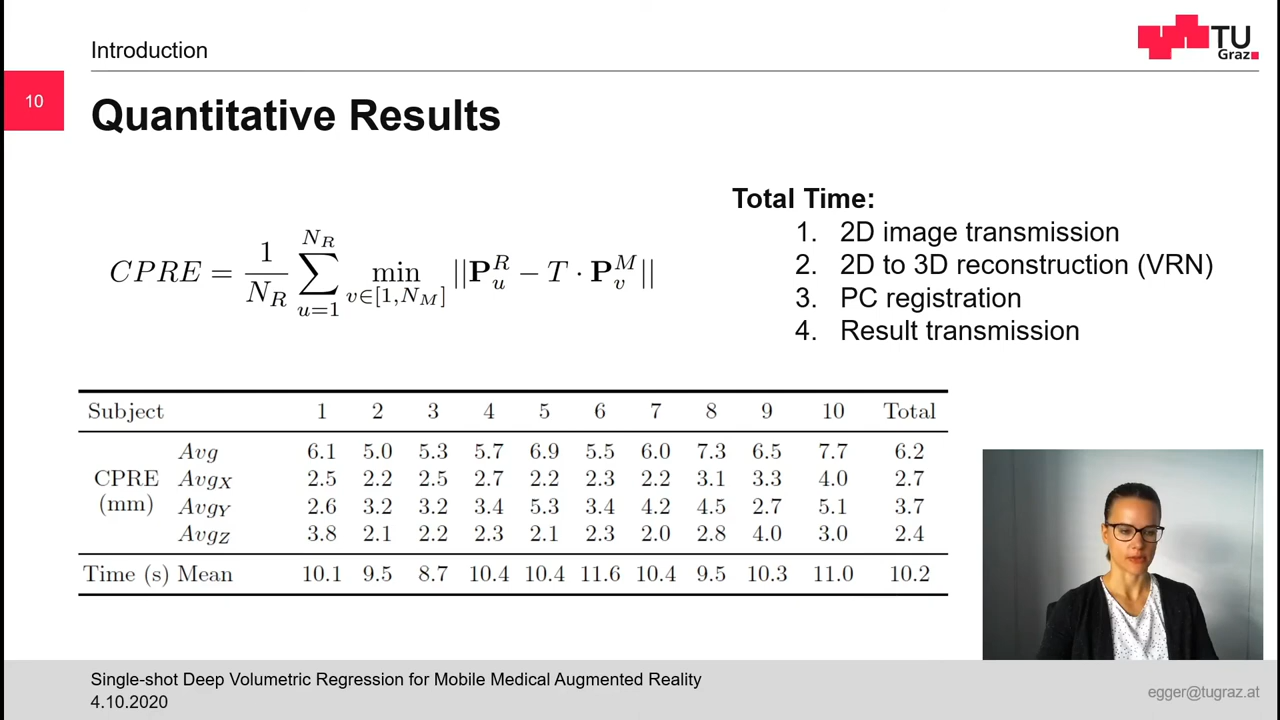 Introduction
TU
Graz
10
Quantitative Results
CPRE = \frac{1}{N_R} \sum_{u=1}^{N_R} \min_{v \in [1,N_M]} ||\mathbf{P}_u^R - T \cdot \mathbf{P}_v^M||
Total Time:
1. 2D image transmission
2. 2D to 3D reconstruction (VRN)
3. PC registration
4. Result transmission
Subject 1 2 3 4 5 6 7 8 9 10 Total
Avg 6.1 5.0 5.3 5.7 6.9 5.5 6.0 7.3 6.5 7.7 6.2
CPRE Avg_X 2.5 2.2 2.5 2.7 2.2 2.3 2.2 3.1 3.3 4.0 2.7
(mm) Avg_Y 2.6 3.2 3.2 3.4 5.3 3.4 4.2 4.5 2.7 5.1 3.7
Avg_Z 3.8 2.1 2.2 2.3 2.1 2.3 2.0 2.8 4.0 3.0 2.4
Time (s) Mean 10.1 9.5 8.7 10.4 10.4 11.6 10.4 9.5 10.3 11.0 10.2
Single-shot Deep Volumetric Regression for Mobile Medical Augmented Reality
4.10.2020
egger@tugraz.at